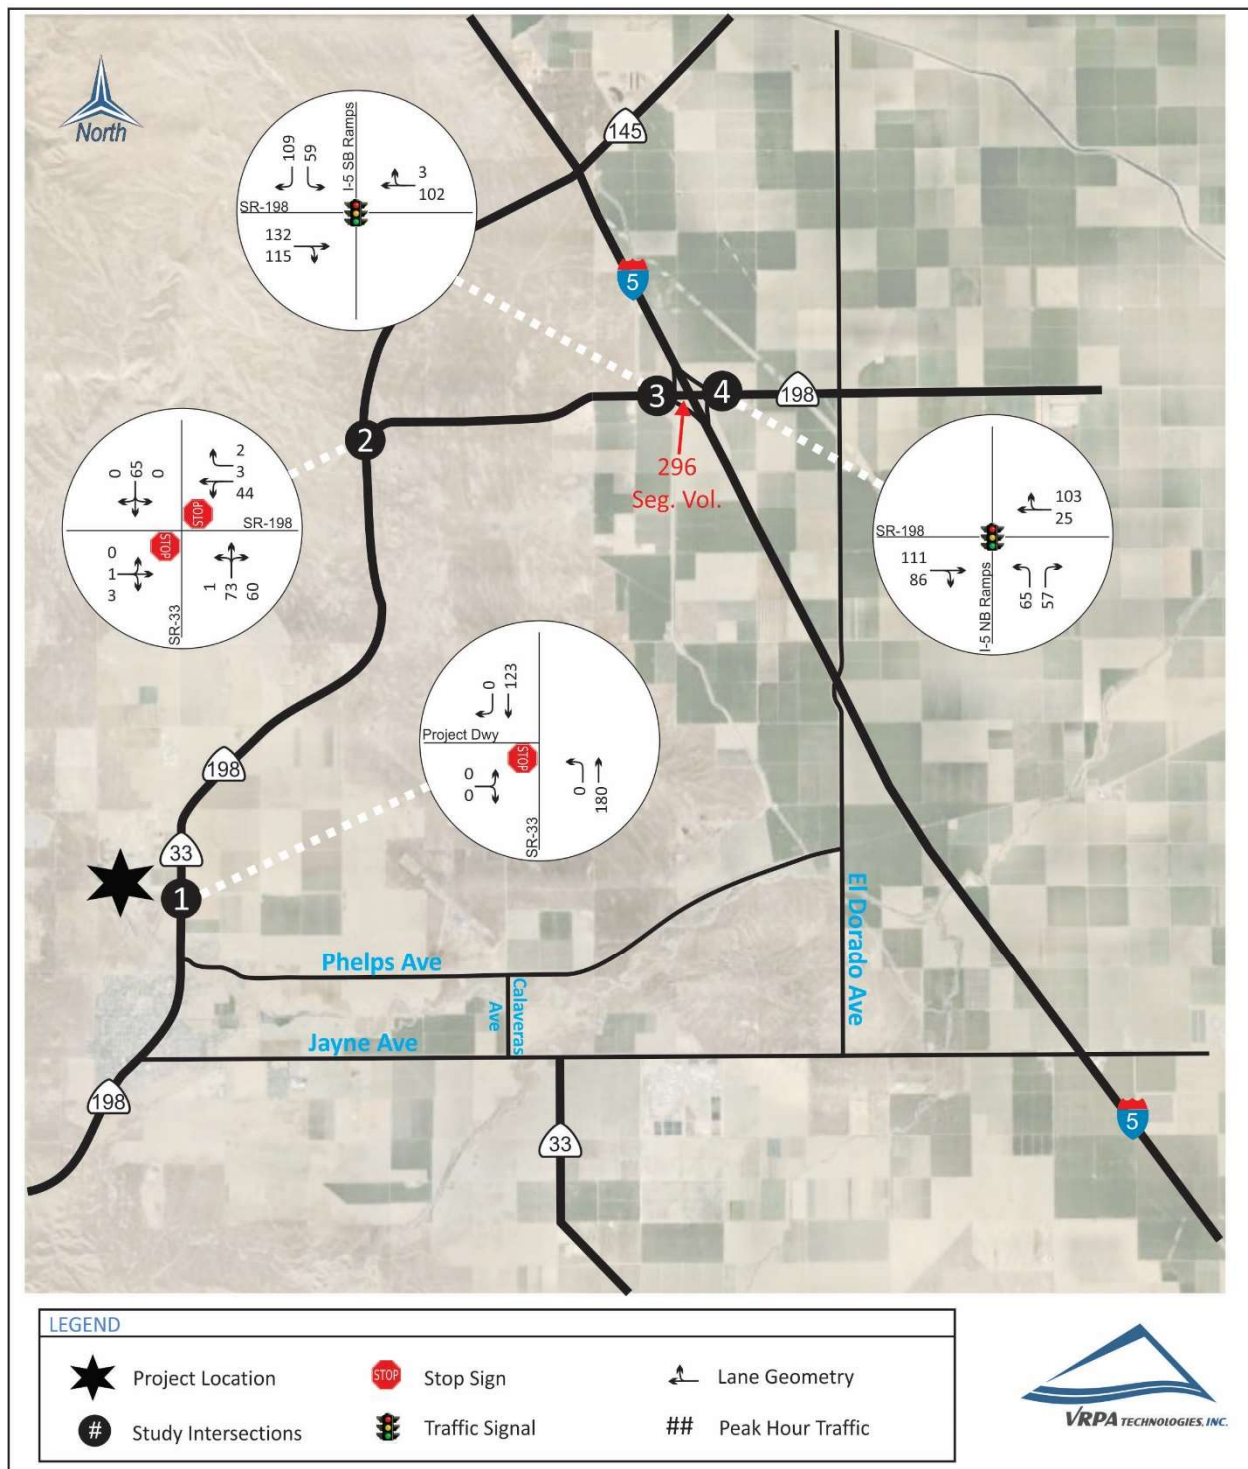 North
145
109
59
I-5 SB Ramps
3
102
SR-198
132
115
5
3
4
198
296
Seg. Vol.
2
0
65
0
2
3
44
STOP
SR-198
STOP
0
1
3
1
73
60
SR-33
103
25
SR-198
111
86
65
57
I-5 NB Ramps
0
123
Project Dwy
STOP
0
0
0
180
SR-33
198
33
1
El Dorado Ave
Phelps Ave
Calaveras
Ave
Jayne Ave
198
33
5
LEGEND
Project Location
STOP
Stop Sign
Lane Geometry
#
Study Intersections
Traffic Signal
##
Peak Hour Traffic
VRPA TECHNOLOGIES, INC.